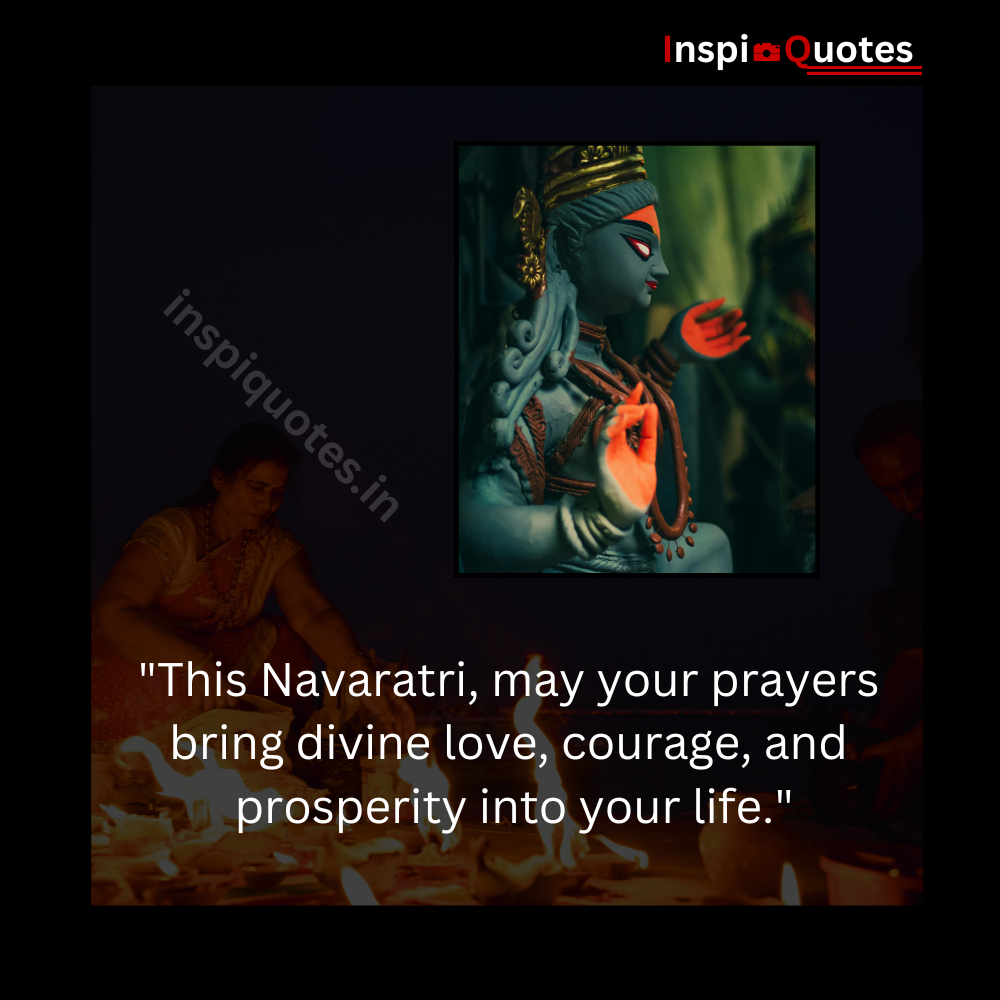 Inspi Quotes
inspiquotes.in
"This Navaratri, may your prayers
bring divine love, courage, and
prosperity into your life."